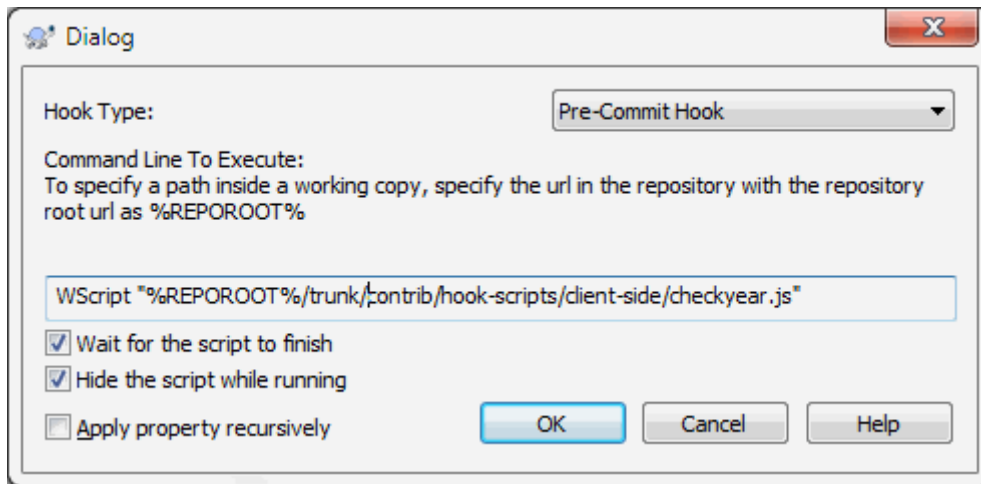 Dialog
Hook Type:
Pre-Commit Hook
Command Line To Execute:
To specify a path inside a working copy, specify the url in the repository with the repository
root url as %REPOROOT%
WScript "%REPOROOT%/trunk/contrib/hook-scripts/client-side/checkyear.js"
Wait for the script to finish
Hide the script while running
Apply property recursively
OK
Cancel
Help